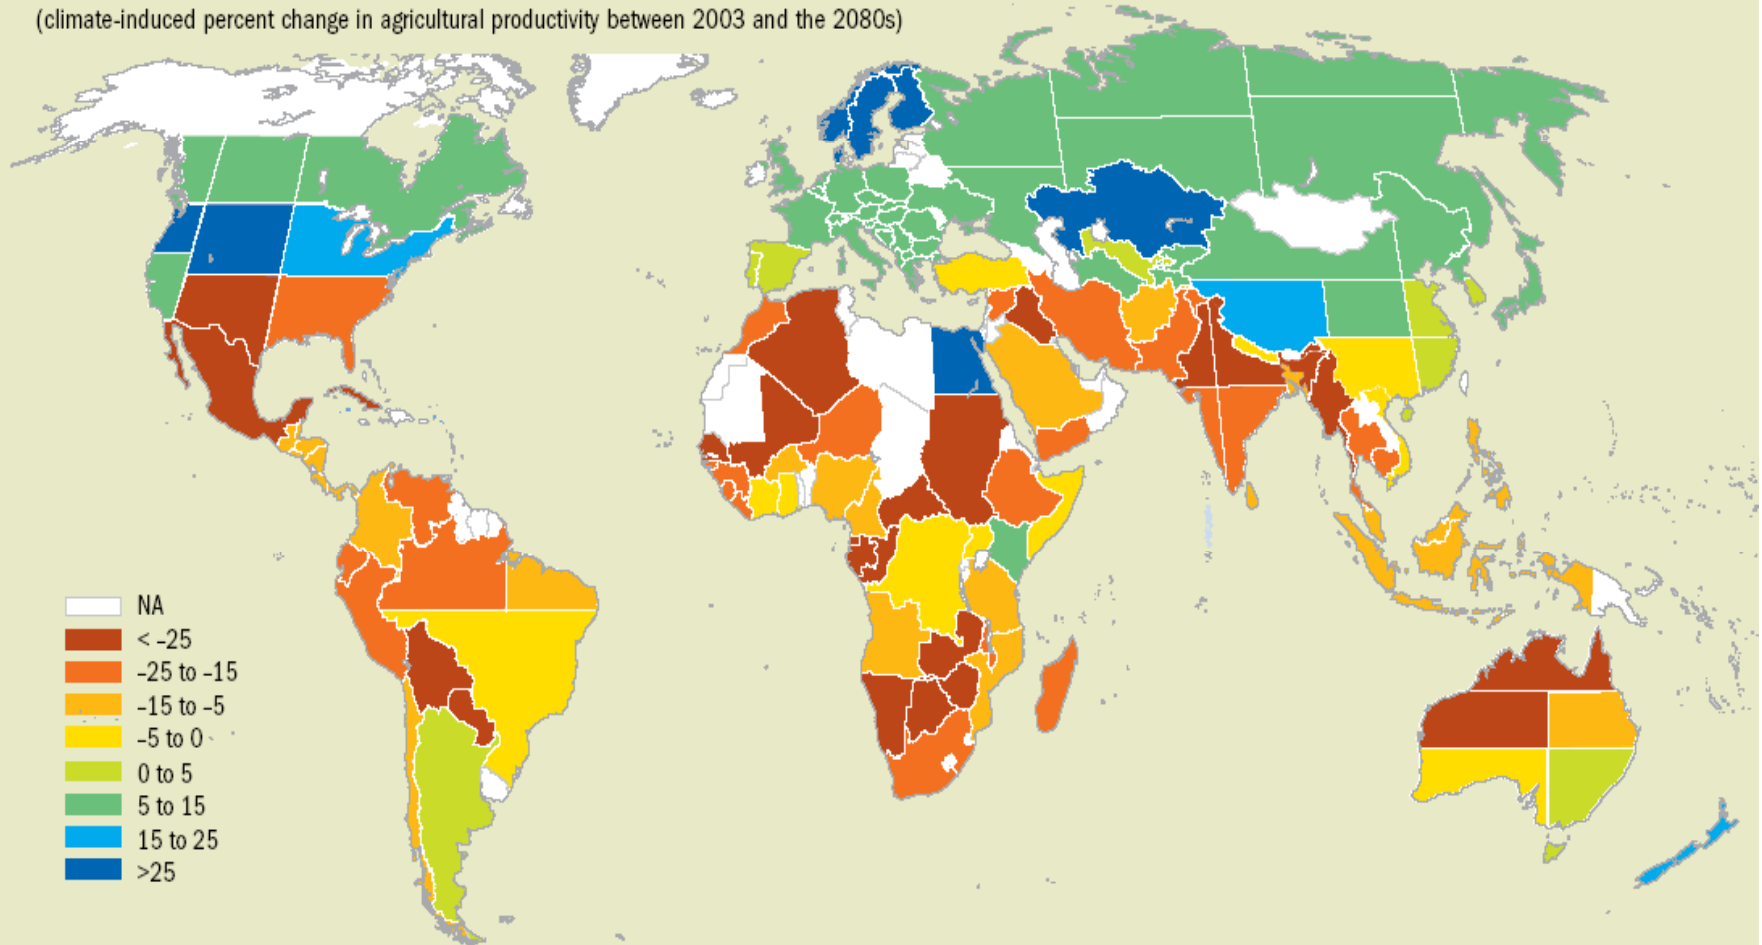 (climate-induced percent change in agricultural productivity between 2003 and the 2080s)
NA
< –25
–25 to –15
–15 to –5
–5 to 0
0 to 5
5 to 15
15 to 25
>25